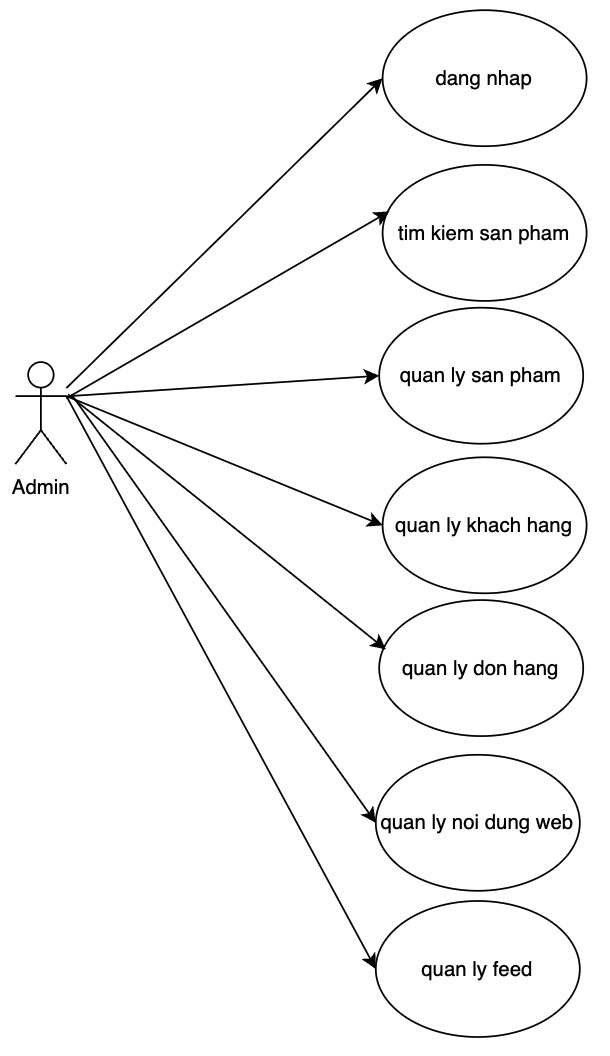 dang nhap
tim kiem san pham
quan ly san pham
Admin
quan ly khach hang
quan ly don hang
quan ly noi dung web
quan ly feed